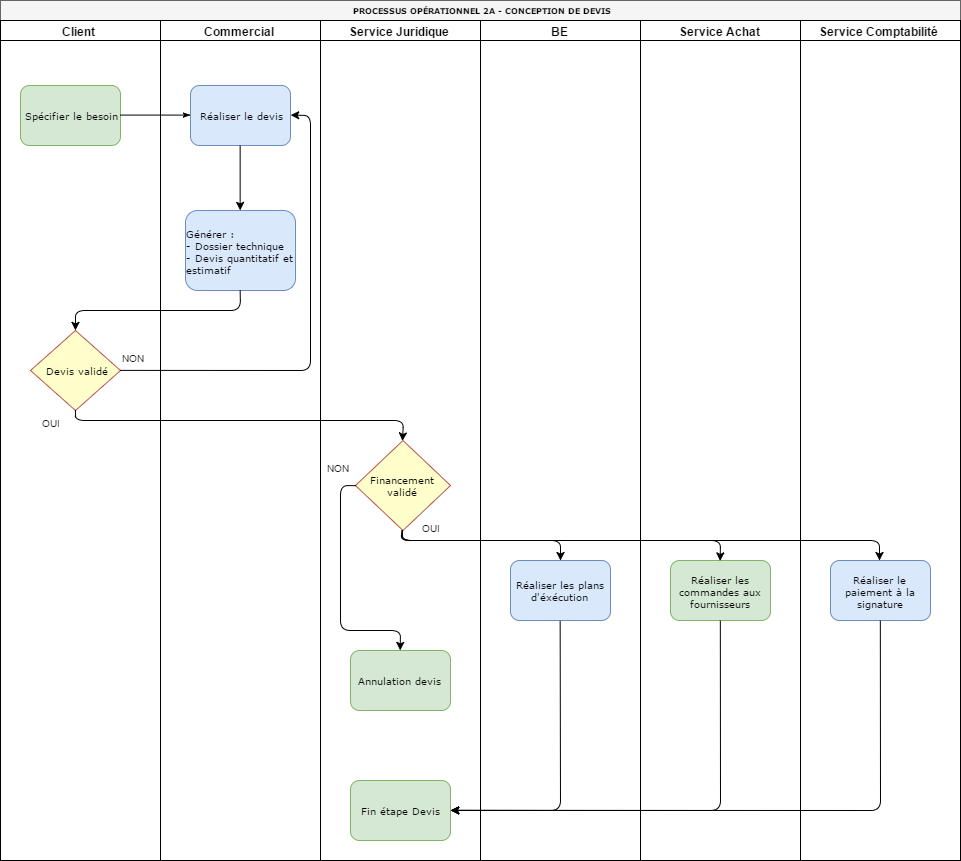 PROCESSUS OPÉRATIONNEL 2A - CONCEPTION DE DEVIS
Client
Commercial
Service Juridique
BE
Service Achat
Service Comptabilité
Spécifier le besoin
Réaliser le devis
Générer :
- Dossier technique
- Devis quantitatif et
estimatif
Devis validé
NON
OUI
Financement
validé
NON
OUI
Réaliser les plans
d'éxécution
Réaliser les
commandes aux
fournisseurs
Réaliser le
paiement à la
signature
Annulation devis
Fin étape Devis